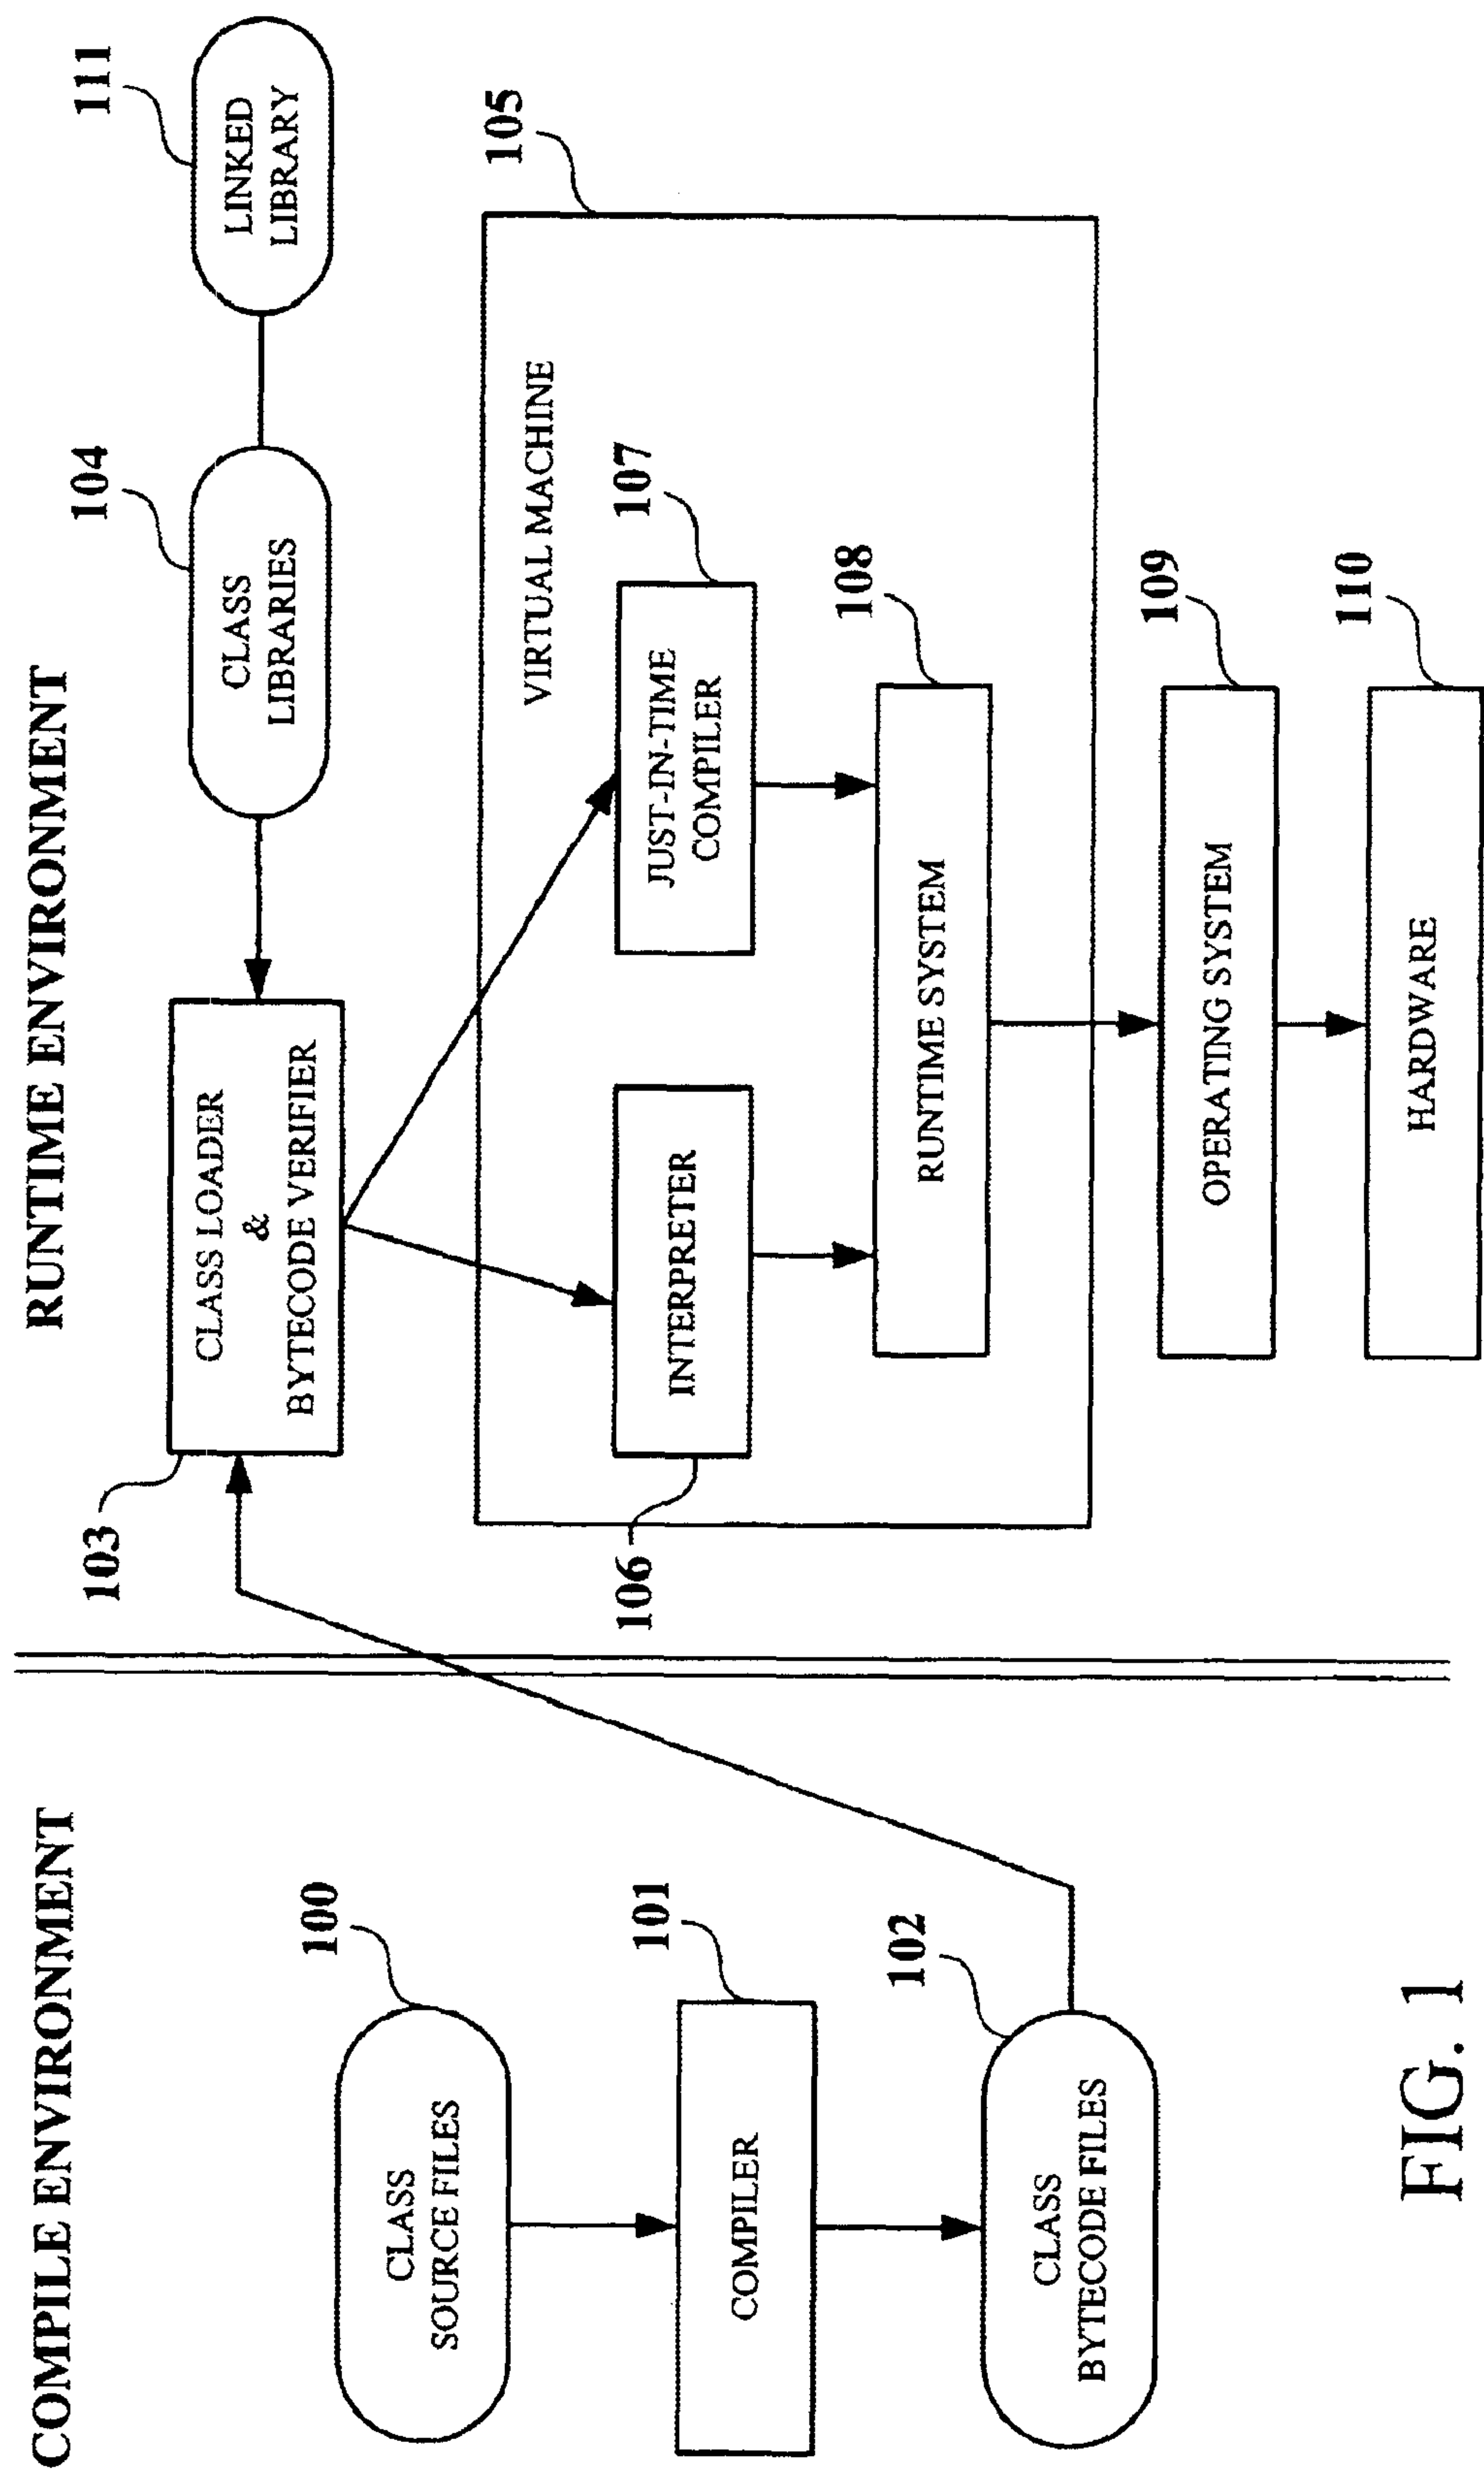 COMPILE ENVIRONMENT
100
CLASS
SOURCE FILES
101
COMPILER
102
CLASS
BYTECODE FILES
RUNTIME ENVIRONMENT
103
CLASS LOADER
&
BYTECODE VERIFIER
104
CLASS
LIBRARIES
111
LINKED
LIBRARY
105
VIRTUAL MACHINE
106
INTERPRETER
107
JUST-IN-TIME
COMPILER
108
RUNTIME SYSTEM
109
OPERATING SYSTEM
110
HARDWARE
FIG. 1